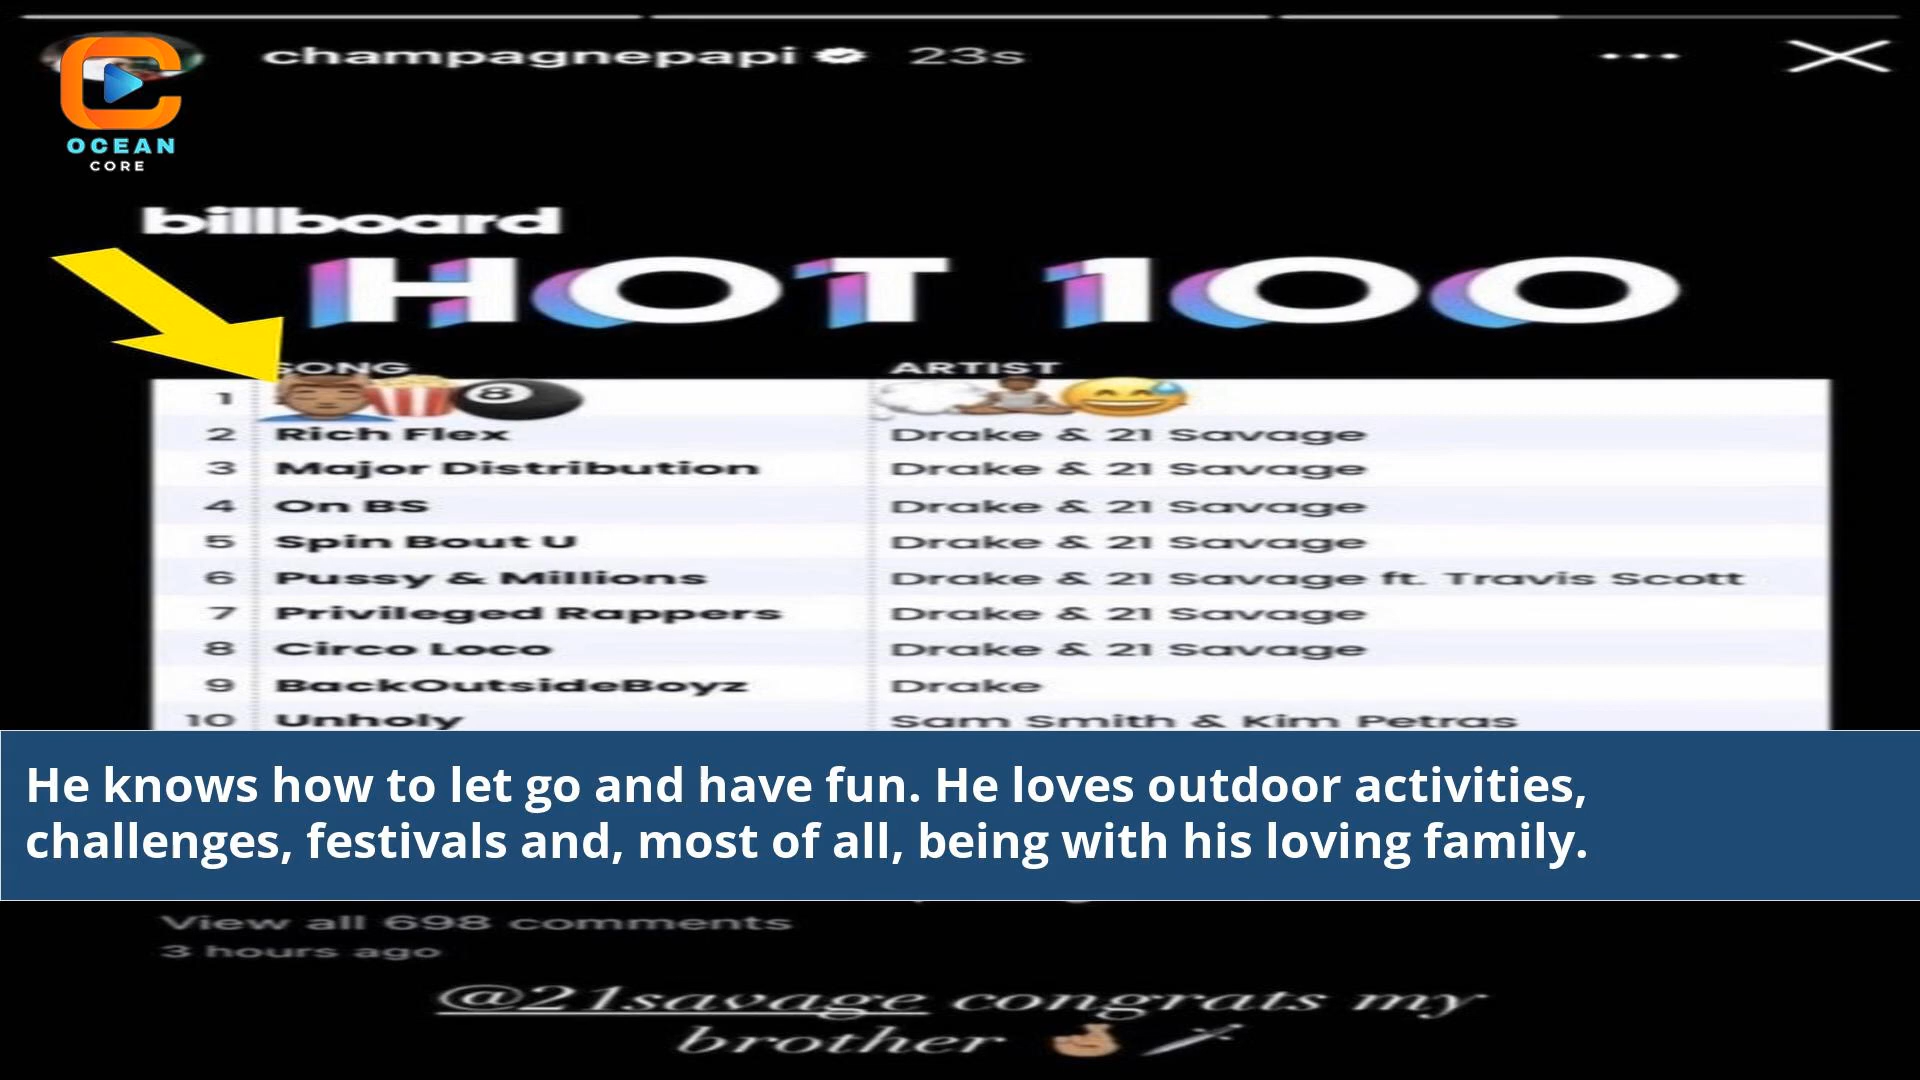 champagnepapi 23s
OCEAN
CORE
billboard
HOT 100
SONG ARTIST
1
2 Rich Flex Drake & 21 Savage
3 Major Distribution Drake & 21 Savage
4 On BS Drake & 21 Savage
5 Spin Bout U Drake & 21 Savage
6 Pussy & Millions Drake & 21 Savage ft. Travis Scott
7 Privileged Rappers Drake & 21 Savage
8 Circo Loco Drake & 21 Savage
9 BackOutsideBoyz Drake
10 Unholy Sam Smith & Kim Petras
He knows how to let go and have fun. He loves outdoor activities,
challenges, festivals and, most of all, being with his loving family.
View all 698 comments
3 hours ago
@21savage congrats my
brother